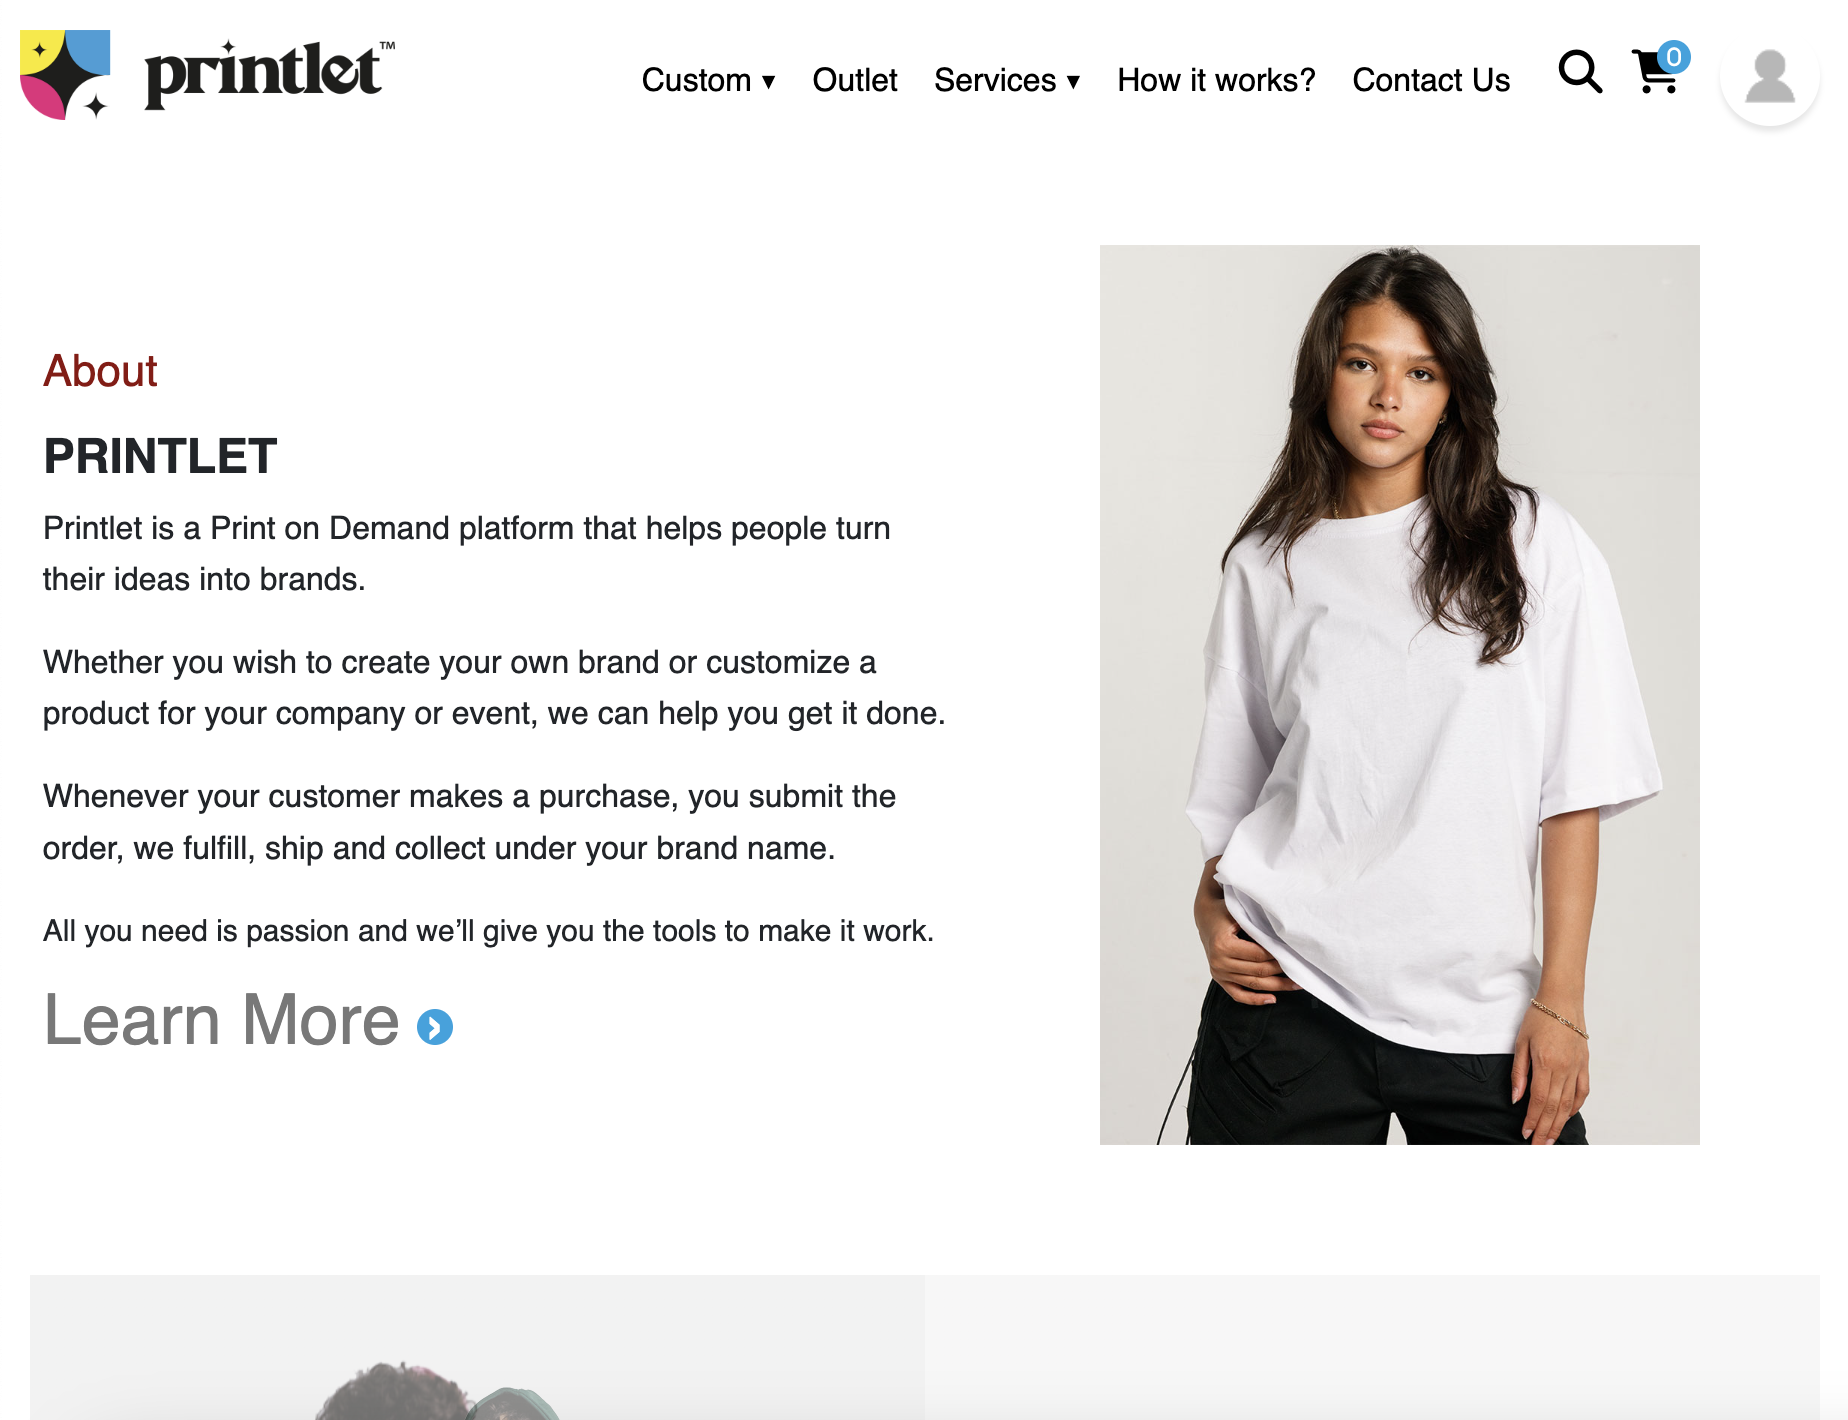 printlet™
Custom ▾ Outlet Services ▾ How it works? Contact Us 0
About
PRINTLET
Printlet is a Print on Demand platform that helps people turn
their ideas into brands.
Whether you wish to create your own brand or customize a
product for your company or event, we can help you get it done.
Whenever your customer makes a purchase, you submit the
order, we fulfill, ship and collect under your brand name.
All you need is passion and we’ll give you the tools to make it work.
Learn More